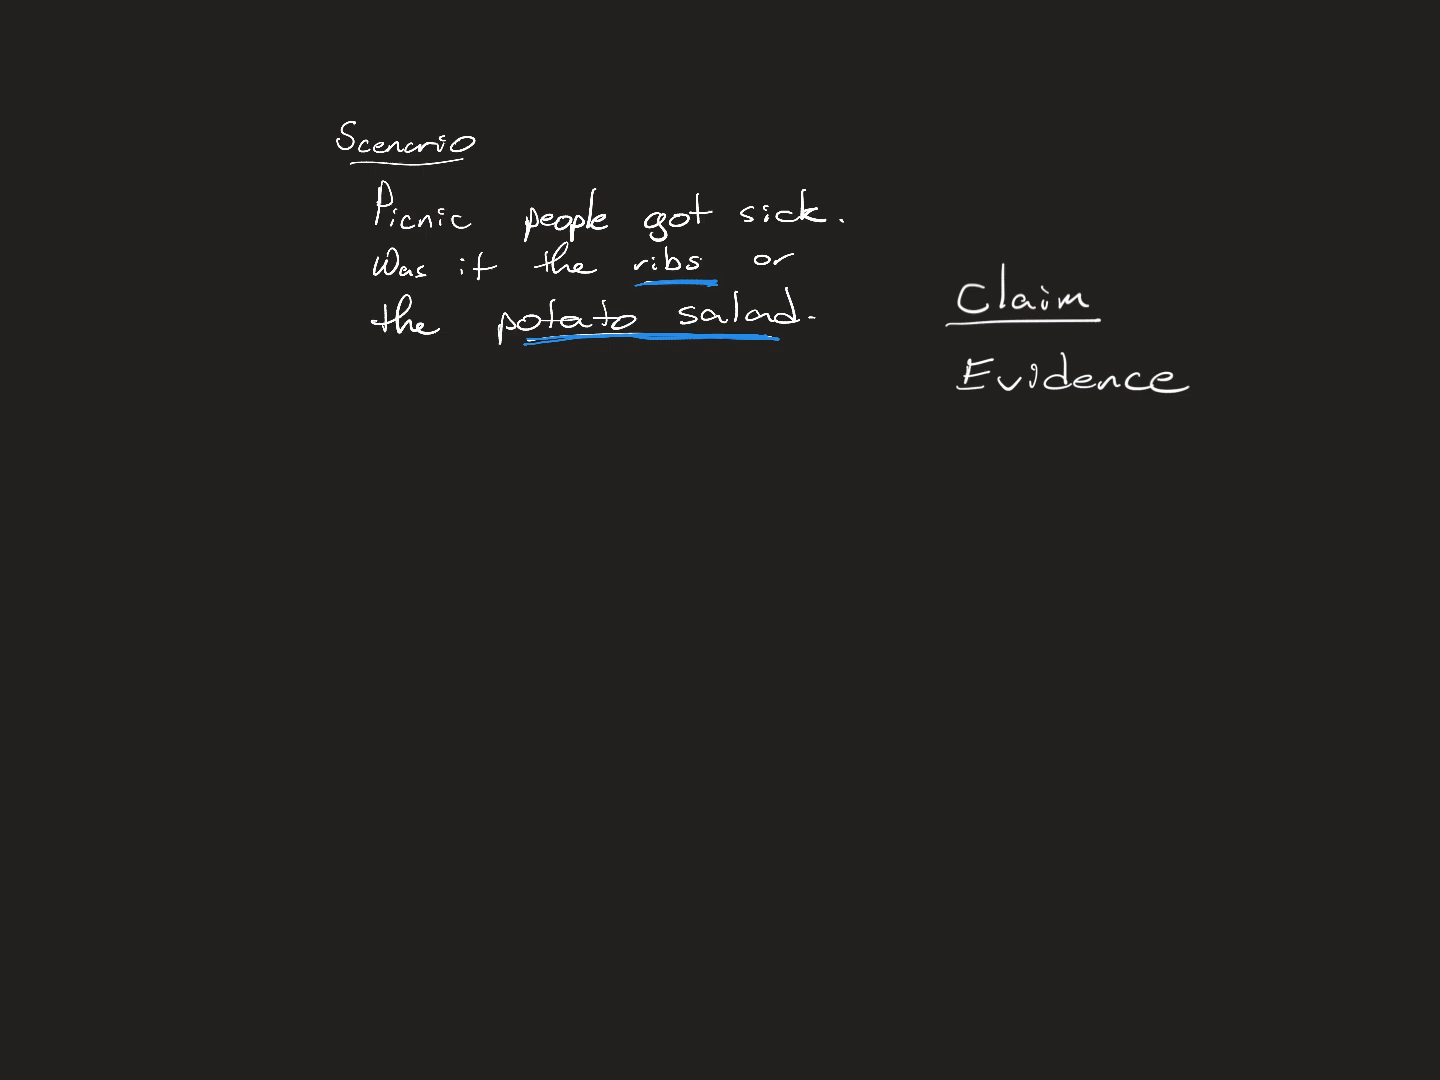 Scenario
Picnic people got sick.
Was it the ribs or
the potato salad.
Claim
Evidence